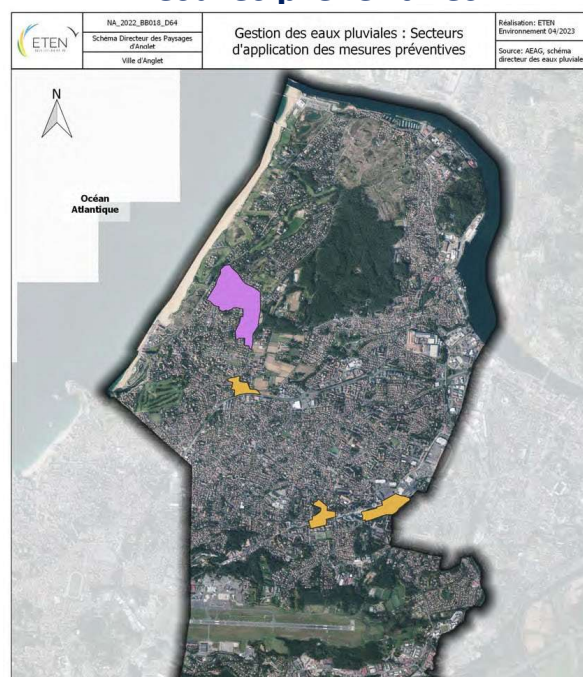 NA_2022_BB018_D64
Schéma Directeur des Paysages
d'Anglet
Ville d'Anglet
Gestion des eaux pluviales : Secteurs
d'application des mesures préventives
Réalisation: ETEN
Environnement 04/2023
Source: AEAG, schéma
directeur des eaux pluviale
ETEN
N
Océan
Atlantique